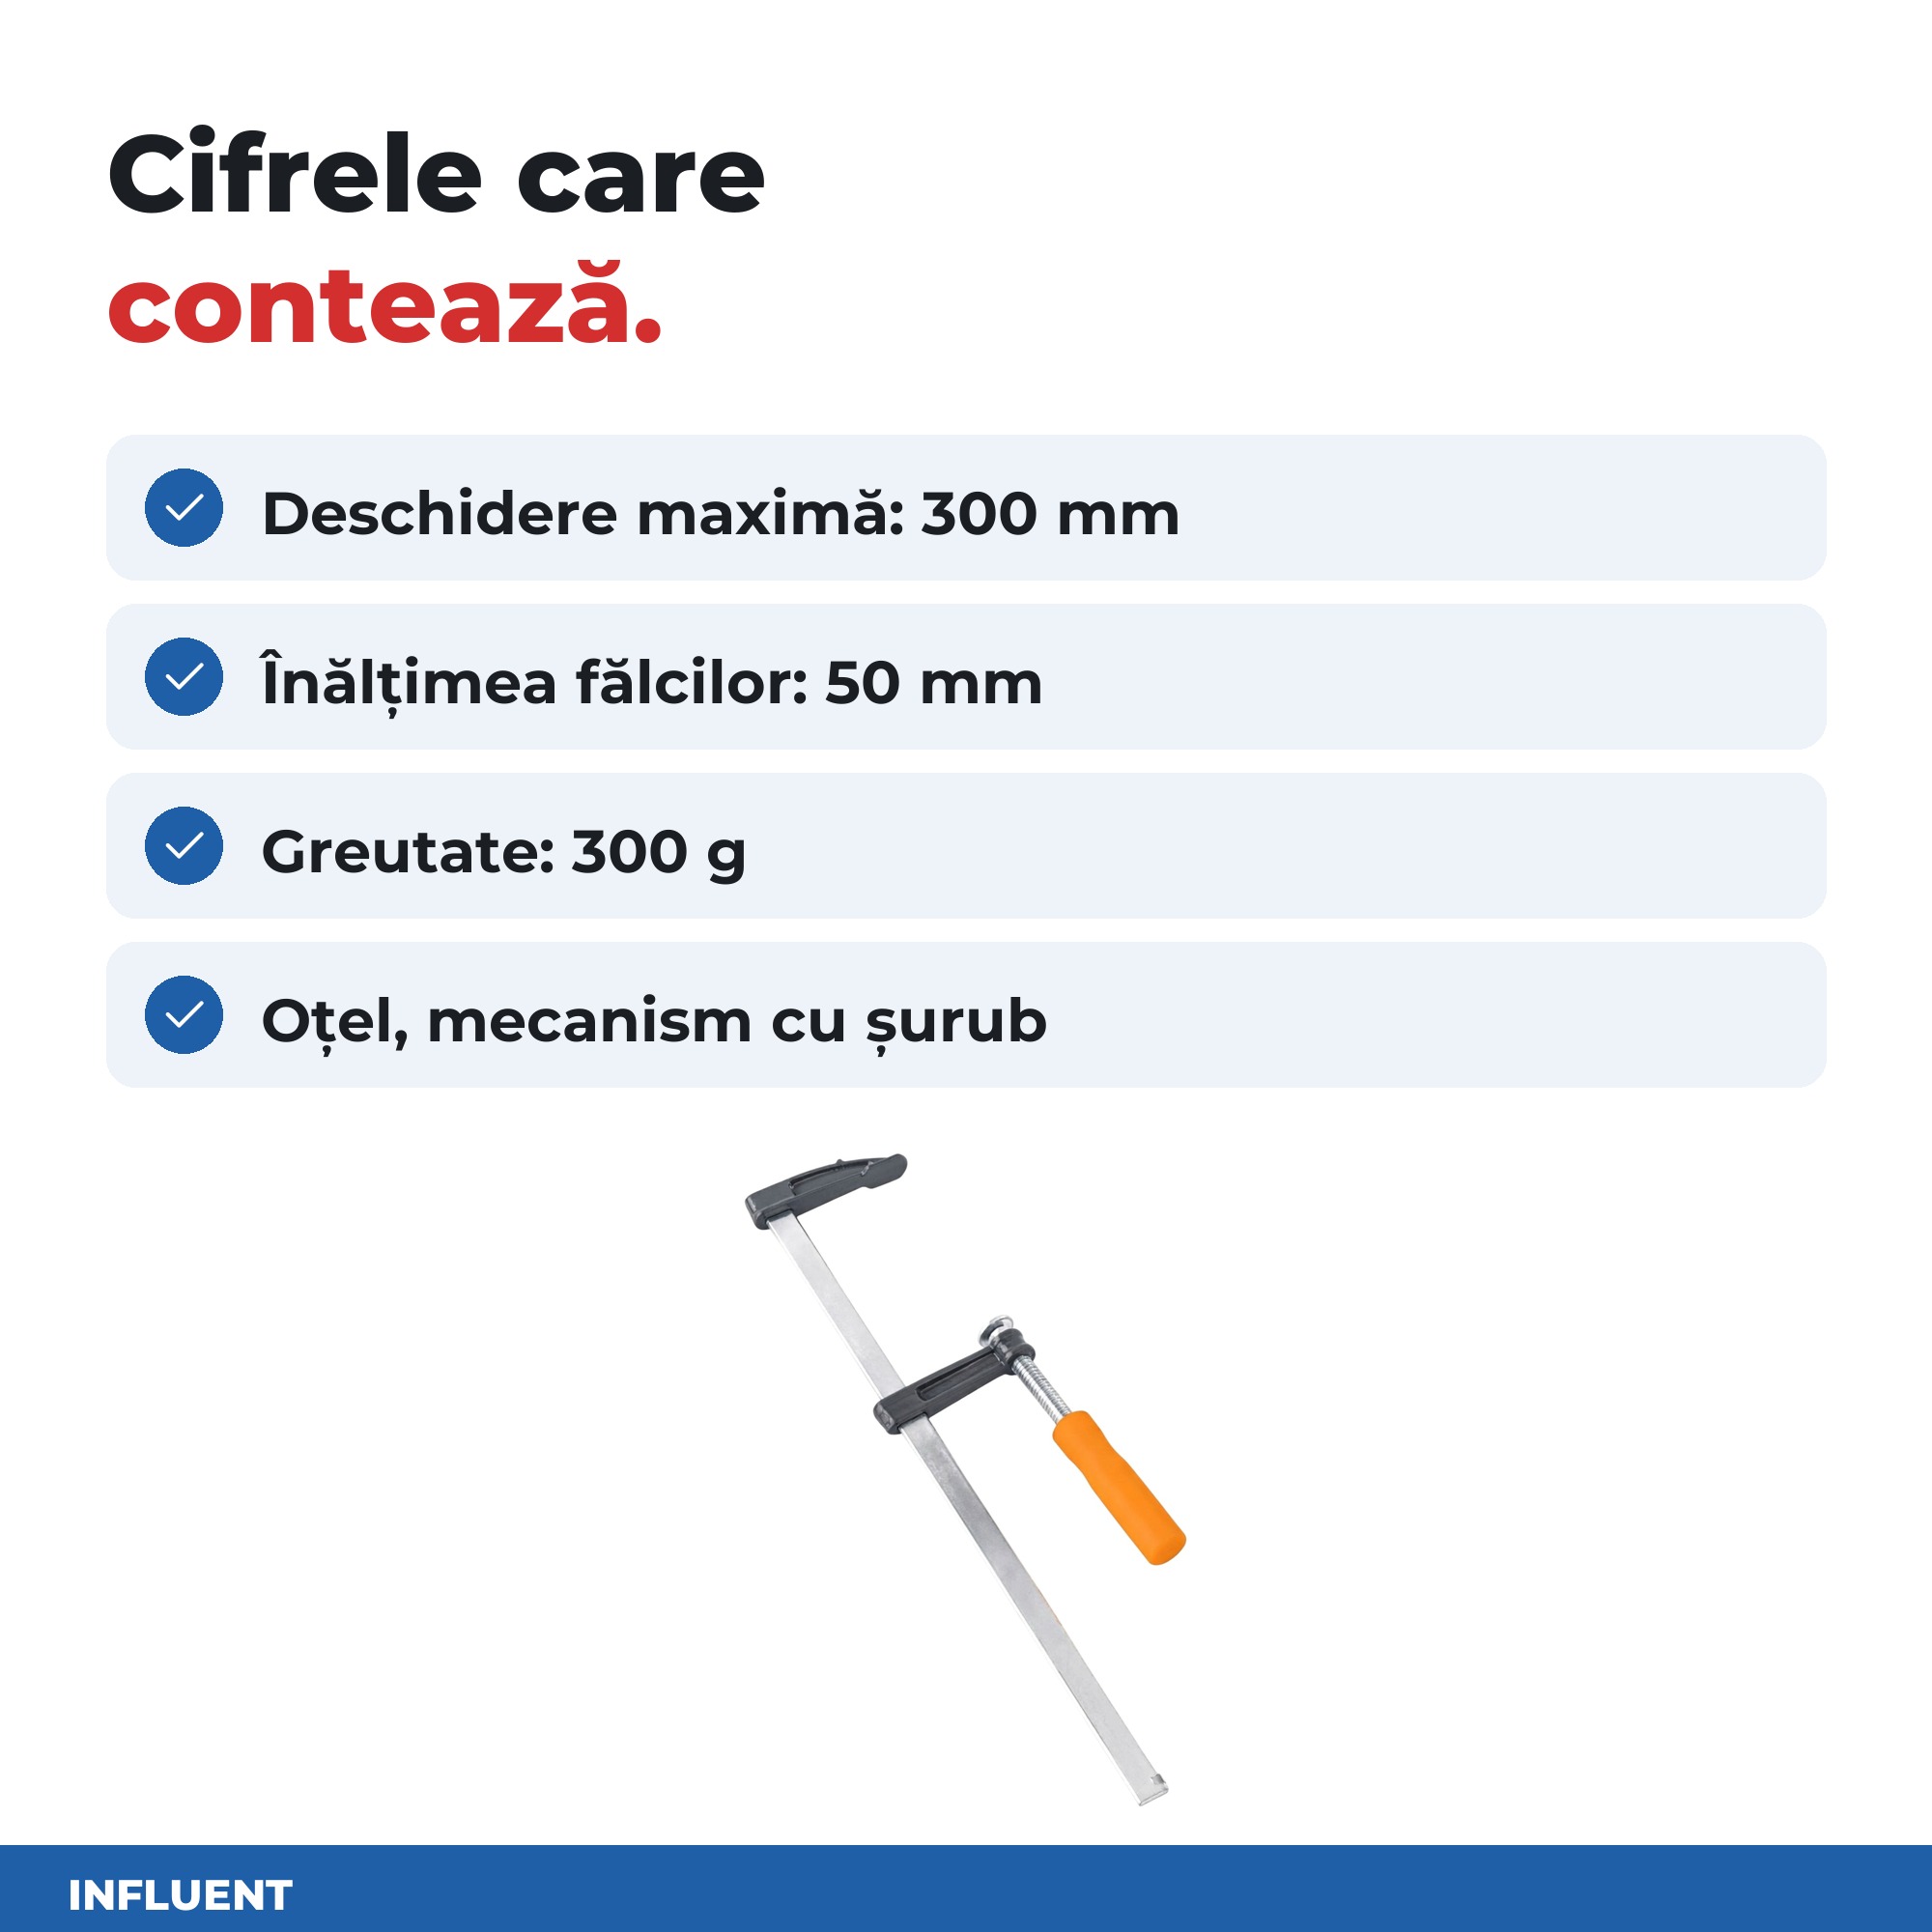 Cifrele care
contează.
Deschidere maximă: 300 mm
Înălțimea fălcilor: 50 mm
Greutate: 300 g
Oțel, mecanism cu șurub
INFLUENT